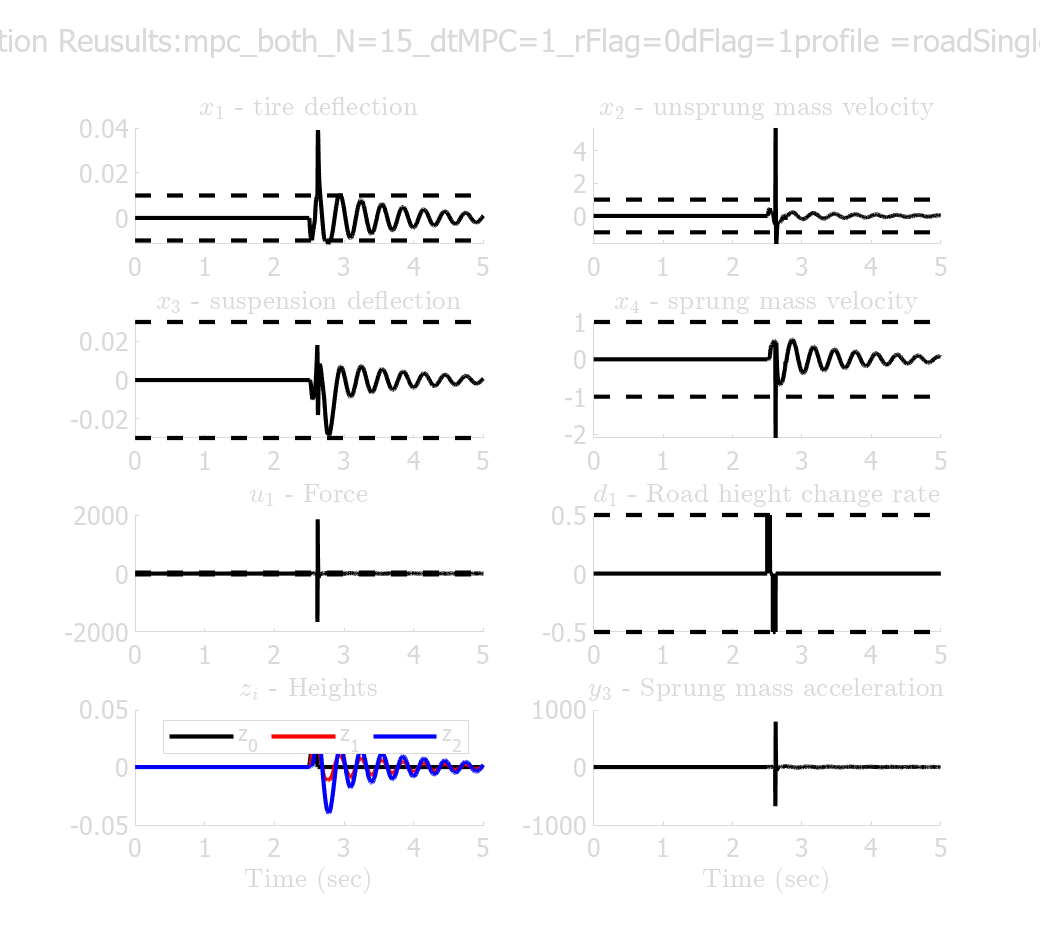 tion Reusults:mpc_both_N=15_dtMPC=1_rFlag=0dFlag=1profile =roadSingle
x₁ - tire deflection
0.04
0.02
0
0 1 2 3 4 5
x₂ - unsprung mass velocity
4
2
0
0 1 2 3 4 5
x₃ - suspension deflection
0.02
0
-0.02
0 1 2 3 4 5
x₄ - sprung mass velocity
1
0
-1
-2
0 1 2 3 4 5
u₁ - Force
2000
0
-2000
0 1 2 3 4 5
d₁ - Road hieght change rate
0.5
0
-0.5
0 1 2 3 4 5
zᵢ - Heights
0.05
0
-0.05
z₀ z₁ z₂
0 1 2 3 4 5
Time (sec)
y₃ - Sprung mass acceleration
1000
0
-1000
0 1 2 3 4 5
Time (sec)